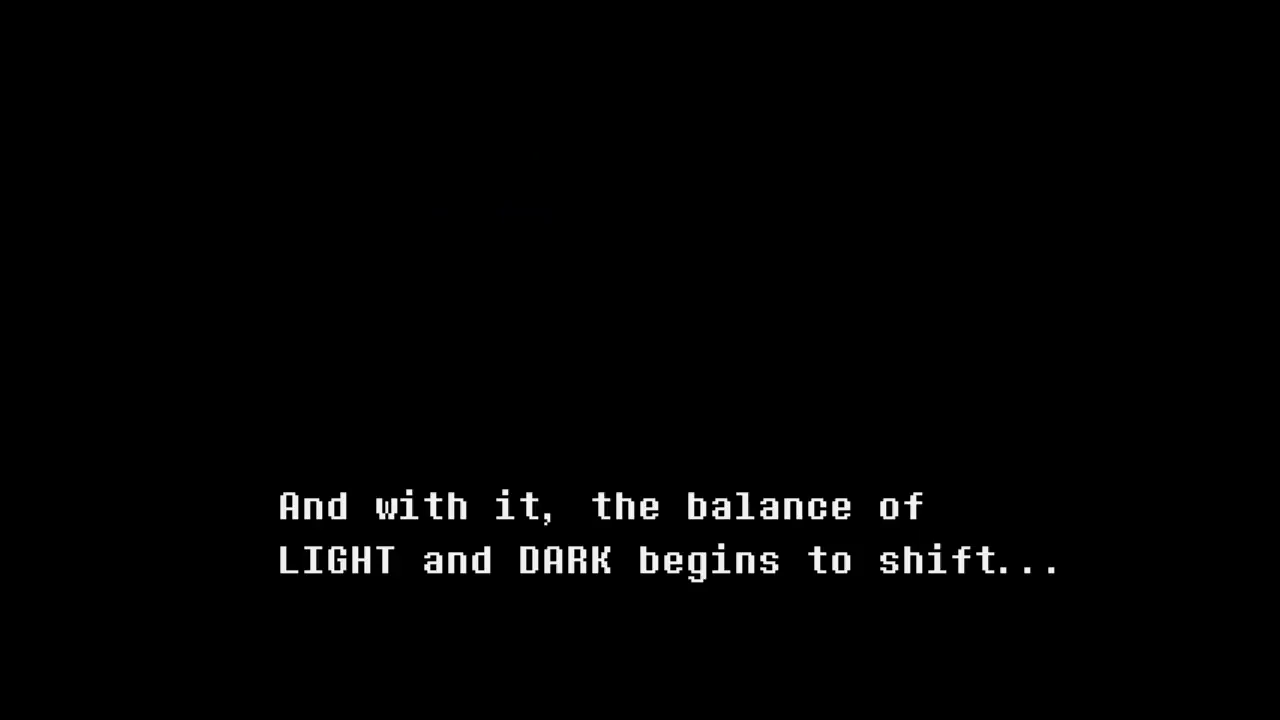 And with it, the balance of
LIGHT and DARK begins to shift...